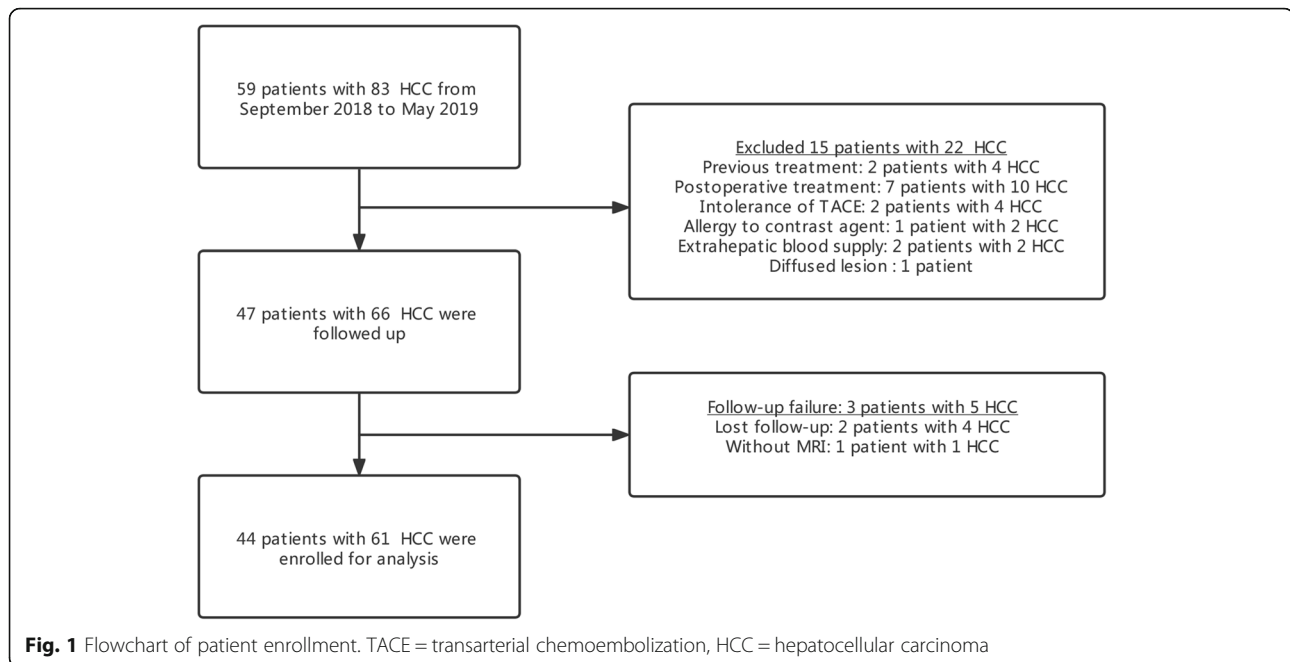 59 patients with 83 HCC from
September 2018 to May 2019
Excluded 15 patients with 22 HCC
Previous treatment: 2 patients with 4 HCC
Postoperative treatment: 7 patients with 10 HCC
Intolerance of TACE: 2 patients with 4 HCC
Allergy to contrast agent: 1 patient with 2 HCC
Extrahepatic blood supply: 2 patients with 2 HCC
Diffused lesion : 1 patient
47 patients with 66 HCC were
followed up
Follow-up failure: 3 patients with 5 HCC
Lost follow-up: 2 patients with 4 HCC
Without MRI: 1 patient with 1 HCC
44 patients with 61 HCC were
enrolled for analysis
Fig. 1 Flowchart of patient enrollment. TACE = transarterial chemoembolization, HCC = hepatocellular carcinoma